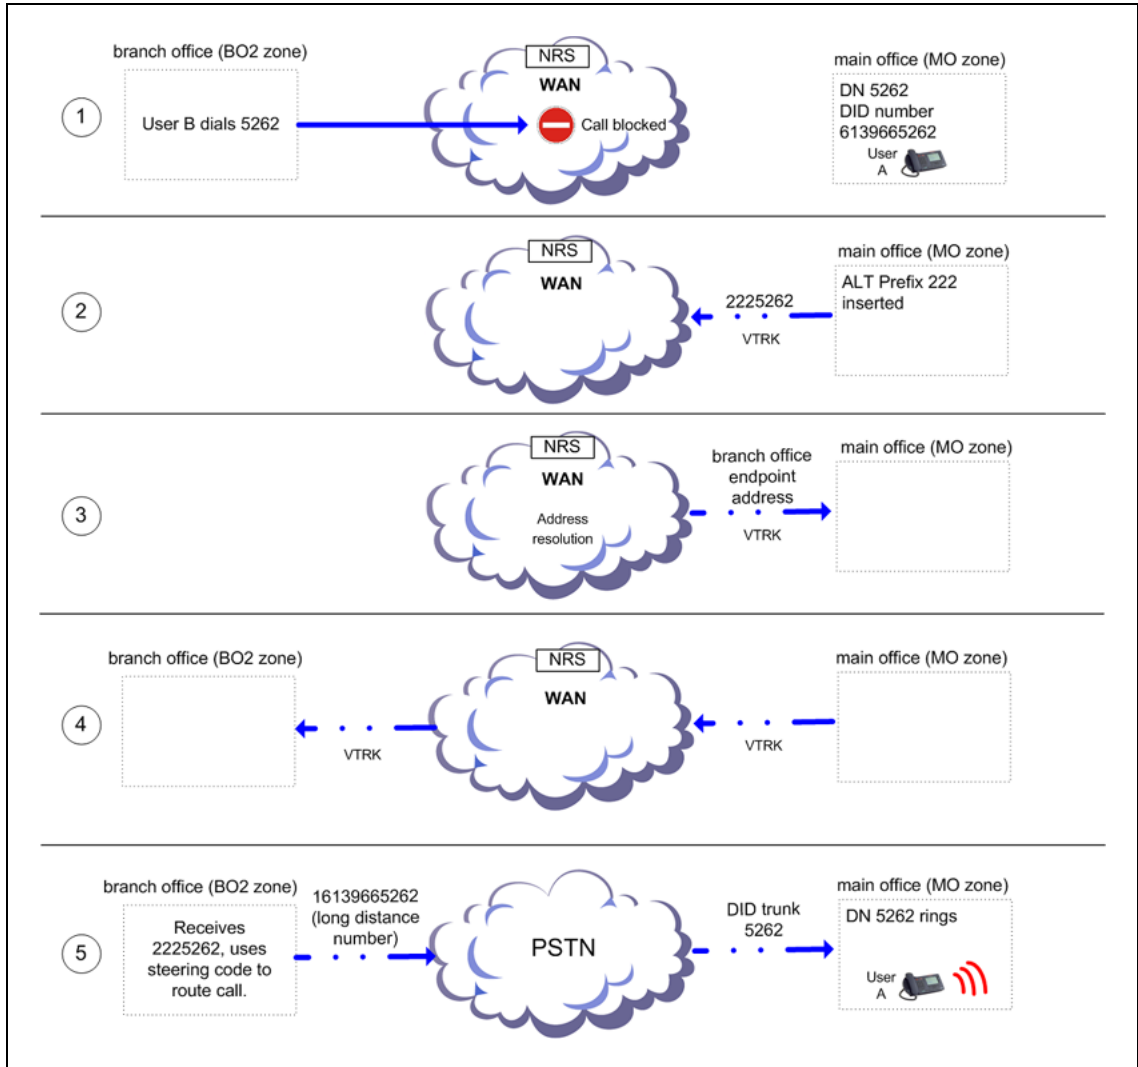 branch office (BO2 zone)
NRS
WAN
main office (MO zone)
1
User B dials 5262
Call blocked
DN 5262
DID number
6139665262
User
A
NRS
WAN
main office (MO zone)
2
2225262
VTRK
ALT Prefix 222
inserted
NRS
WAN
Address
resolution
branch office
endpoint
address
VTRK
main office (MO zone)
3
branch office (BO2 zone)
NRS
WAN
main office (MO zone)
4
VTRK
VTRK
branch office (BO2 zone)
16139665262
(long distance
number)
PSTN
DID trunk
5262
main office (MO zone)
5
Receives
2225262, uses
steering code to
route call.
DN 5262 rings
User
A